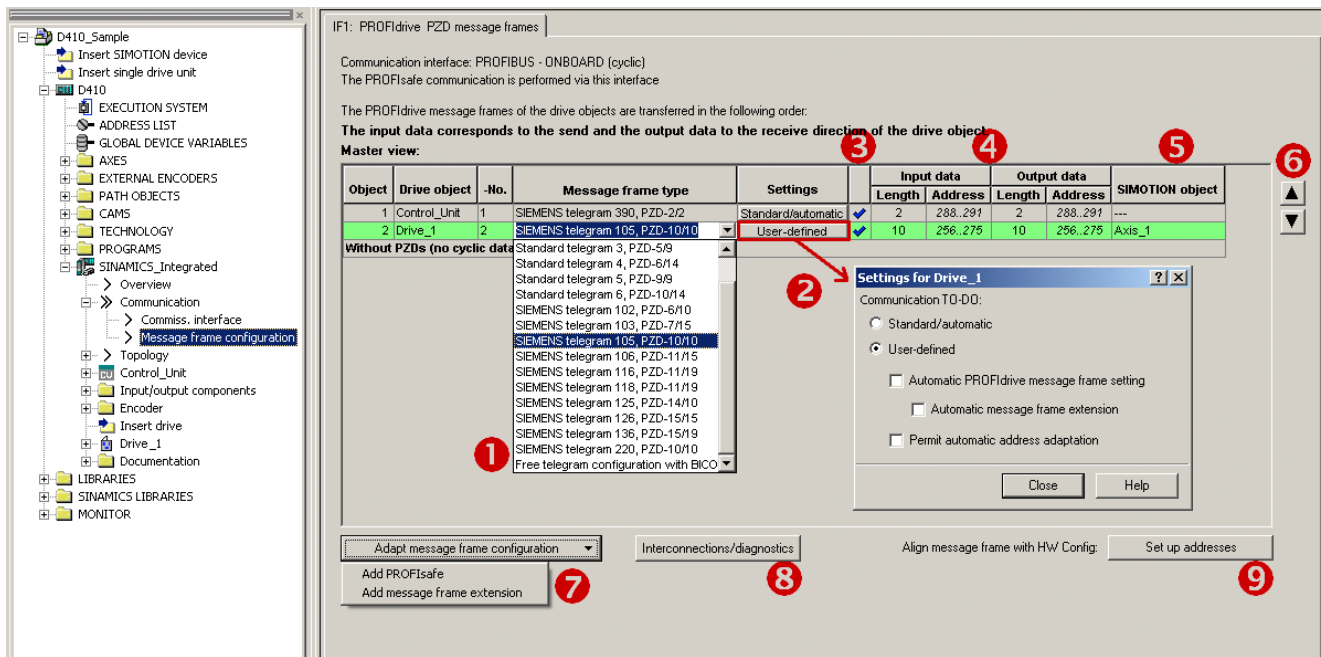 D410_Sample
Insert SIMOTION device
Insert single drive unit
D410
EXECUTION SYSTEM
ADDRESS LIST
GLOBAL DEVICE VARIABLES
AXES
EXTERNAL ENCODERS
PATH OBJECTS
CAMS
TECHNOLOGY
PROGRAMS
SINAMICS_Integrated
Overview
Communication
Commiss. interface
Message frame configuration
Topology
CU Control_Unit
Input/output components
Encoder
Insert drive
Drive_1
Documentation
LIBRARIES
SINAMICS LIBRARIES
MONITOR
IF1: PROFIdrive PZD message frames
Communication interface: PROFIBUS - ONBOARD (cyclic)
The PROFIsafe communication is performed via this interface
The PROFIdrive message frames of the drive objects are transferred in the following order:
The input data corresponds to the send and the output data to the receive direction of the drive object
Master view:
3
4
5
6
Object Drive object -No. Message frame type Settings Input data Output data SIMOTION object
Length Address Length Address
1 Control_Unit 1 SIEMENS telegram 390, PZD-2/2 Standard/automatic 2 288..291 2 288..291 ---
2 Drive_1 2 SIEMENS telegram 105, PZD-10/10 User-defined 10 256..275 10 256..275 Axis_1
Without PZDs (no cyclic data
Standard telegram 3, PZD-5/9
Standard telegram 4, PZD-6/14
Standard telegram 5, PZD-9/9
Standard telegram 6, PZD-10/14
SIEMENS telegram 102, PZD-6/10
SIEMENS telegram 103, PZD-7/15
SIEMENS telegram 105, PZD-10/10
SIEMENS telegram 106, PZD-11/15
SIEMENS telegram 116, PZD-11/19
SIEMENS telegram 118, PZD-11/19
SIEMENS telegram 125, PZD-14/10
SIEMENS telegram 126, PZD-15/15
SIEMENS telegram 136, PZD-15/19
SIEMENS telegram 220, PZD-10/10
Free telegram configuration with BICO
1
2
Settings for Drive_1
Communication TO-DO:
Standard/automatic
User-defined
Automatic PROFIdrive message frame setting
Automatic message frame extension
Permit automatic address adaptation
Close Help
Adapt message frame configuration Interconnections/diagnostics Align message frame with HW Config: Set up addresses
Add PROFIsafe
Add message frame extension
7
8
9